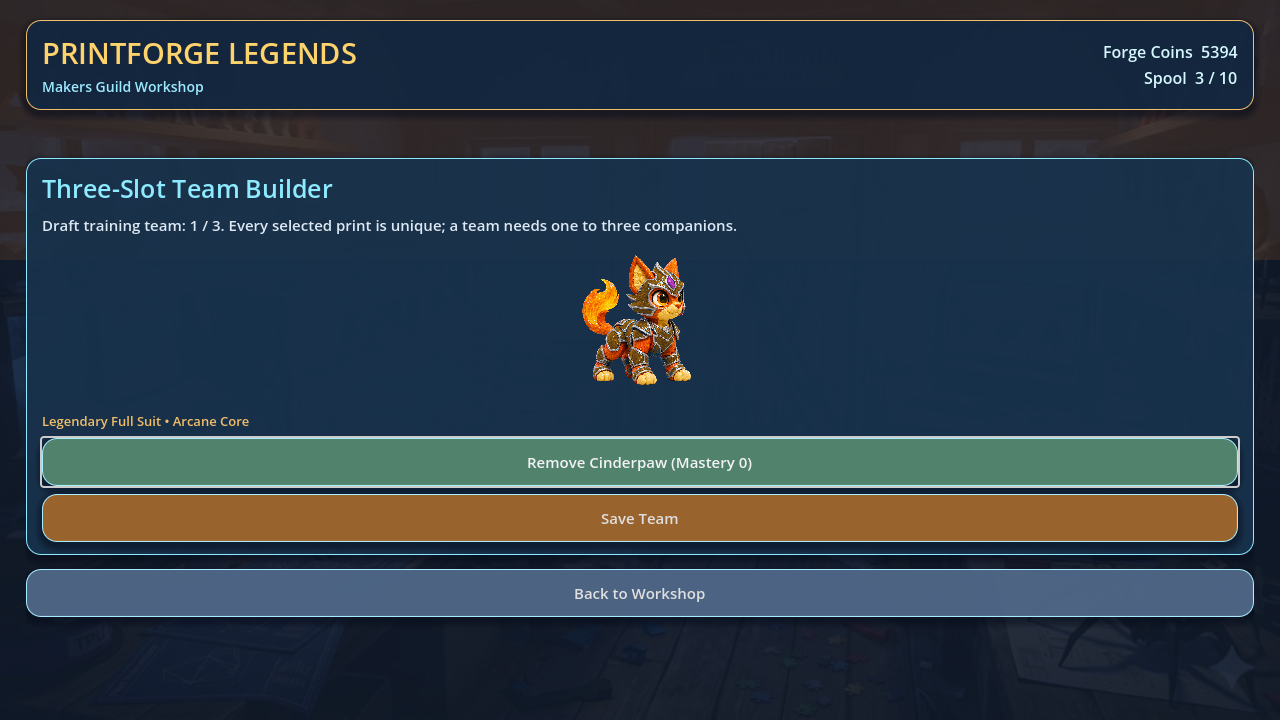 PRINTFORGE LEGENDS
Makers Guild Workshop
Forge Coins 5394
Spool 3 / 10
Three-Slot Team Builder
Draft training team: 1 / 3. Every selected print is unique; a team needs one to three companions.
Legendary Full Suit • Arcane Core
Remove Cinderpaw (Mastery 0)
Save Team
Back to Workshop